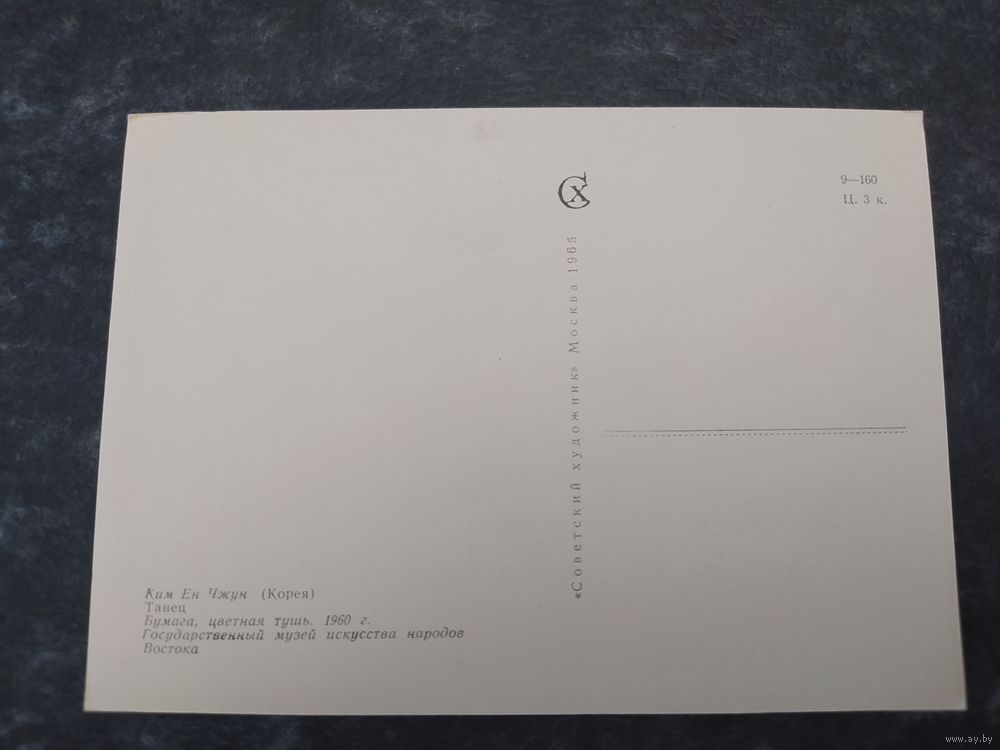 СХ
9—160
Ц. 3 к.
«Советский художник» Москва 1965
Ким Ен Чжун (Корея)
Танец
Бумага, цветная тушь. 1960 г.
Государственный музей искусства народов
Востока
www.ay.by